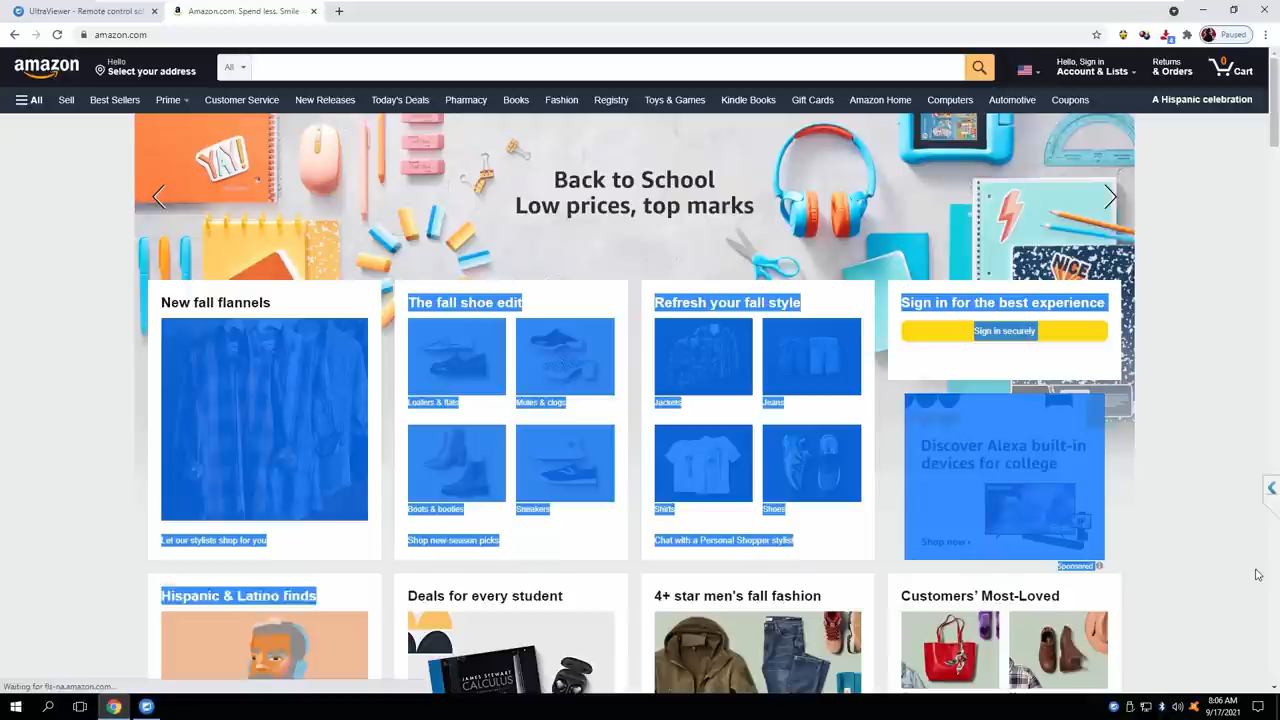 UltraViewer - Remote control sof
Amazon.com. Spend less. Smile
amazon.com
Paused
amazon
Hello
Select your address
All
Hello, Sign in
Account & Lists
Returns
& Orders
0
Cart
All
Sell
Best Sellers
Prime
Customer Service
New Releases
Today's Deals
Pharmacy
Books
Fashion
Registry
Toys & Games
Kindle Books
Gift Cards
Amazon Home
Computers
Automotive
Coupons
A Hispanic celebration
YAY!
Back to School
Low prices, top marks
NICE
New fall flannels
The fall shoe edit
Refresh your fall style
Sign in for the best experience
Sign in securely
Loafers & flats
Mules & clogs
Jackets
Jeans
Discover Alexa built-in
devices for college
Shop now ›
Boots & booties
Sneakers
Shirts
Shoes
Let our stylists shop for you
Shop new-season picks
Chat with a Personal Shopper stylist
Sponsored
Hispanic & Latino finds
Deals for every student
4+ star men's fall fashion
Customers' Most-Loved
JAMES STEWART
CALCULUS
Waiting for fls-na.amazon.com...
8:06 AM
9/17/2021